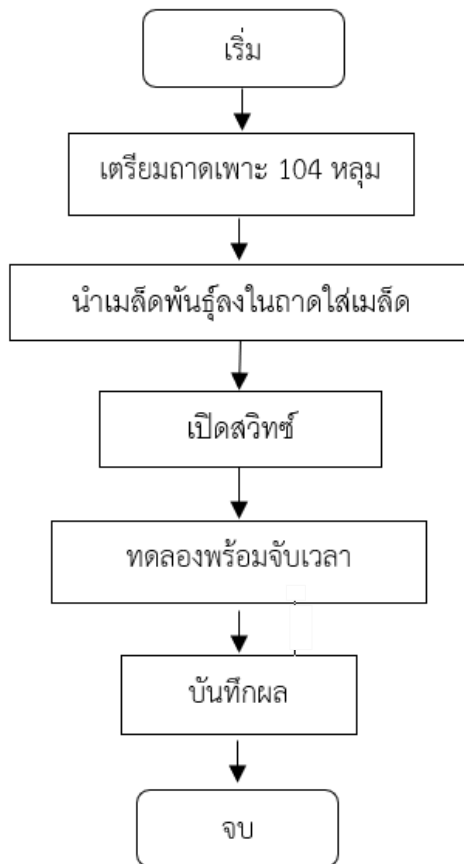 เริ่ม
เตรียมถาดเพาะ 104 หลุม
นำเมล็ดพันธุ์ลงในถาดใส่เมล็ด
เปิดสวิทซ์
ทดลองพร้อมจับเวลา
บันทึกผล
จบ